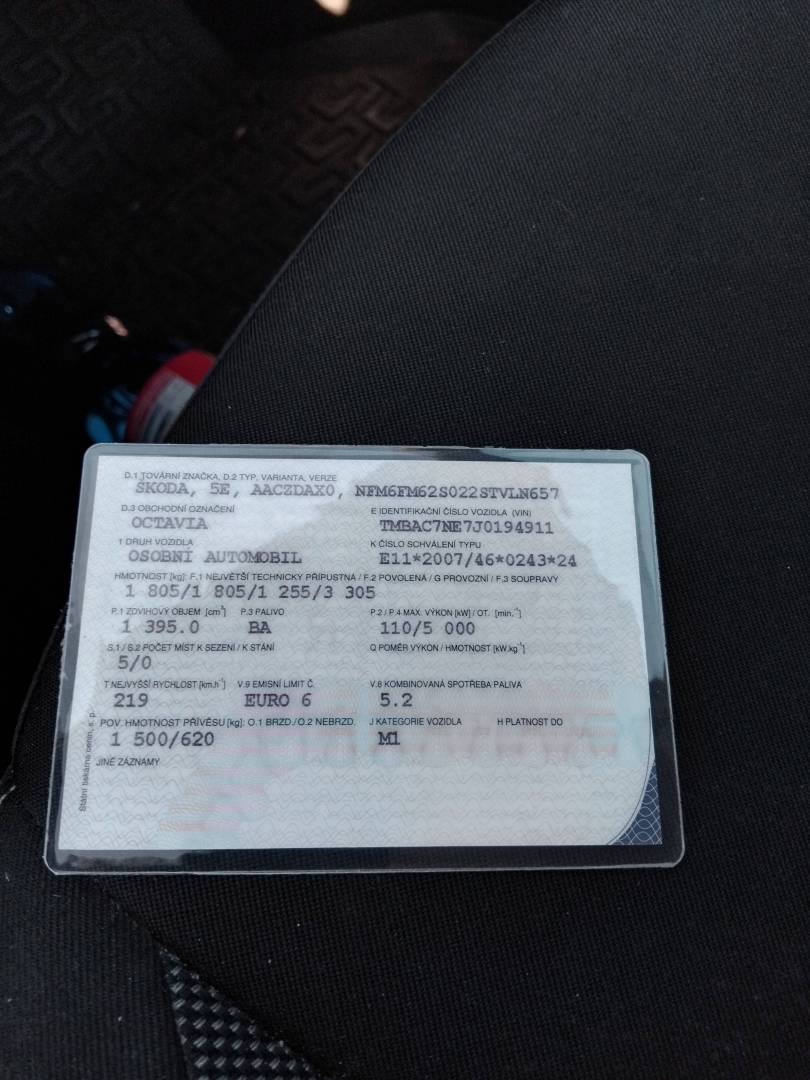 D.1 TOVÁRNÍ ZNAČKA, D.2 TYP, VARIANTA, VERZE
ŠKODA, 5E, AACZDAX0, NFM6FM62S022STVLN657
D.3 OBCHODNÍ OZNAČENÍ E IDENTIFIKAČNÍ ČÍSLO VOZIDLA (VIN)
OCTAVIA TMBAC7NE7J0194911
1 DRUH VOZIDLA K ČÍSLO SCHVÁLENÍ TYPU
OSOBNÍ AUTOMOBIL E11*2007/46*0243*24
HMOTNOST [kg]: F.1 NEJVĚTŠÍ TECHNICKY PŘÍPUSTNÁ / F.2 POVOLENÁ / G PROVOZNÍ / F.3 SOUPRAVY
1 805/1 805/1 255/3 305
P.1 ZDVIHOVÝ OBJEM [cm³] P.3 PALIVO P.2 / P.4 MAX. VÝKON [kW] / OT. [min.⁻¹]
1 395.0 BA 110/5 000
S.1 / S.2 POČET MÍST K SEZENÍ / K STÁNÍ Q POMĚR VÝKON / HMOTNOST [kW.kg⁻¹]
5/0
T NEJVYŠŠÍ RYCHLOST [km.h⁻¹] V.9 EMISNÍ LIMIT Č. V.8 KOMBINOVANÁ SPOTŘEBA PALIVA
219 EURO 6 5.2
POV. HMOTNOST PŘÍVĚSU [kg]: O.1 BRZD./O.2 NEBRZD. J KATEGORIE VOZIDLA H PLATNOST DO
1 500/620 M1
JINÉ ZÁZNAMY
Státní tiskárna cenin, s. p.